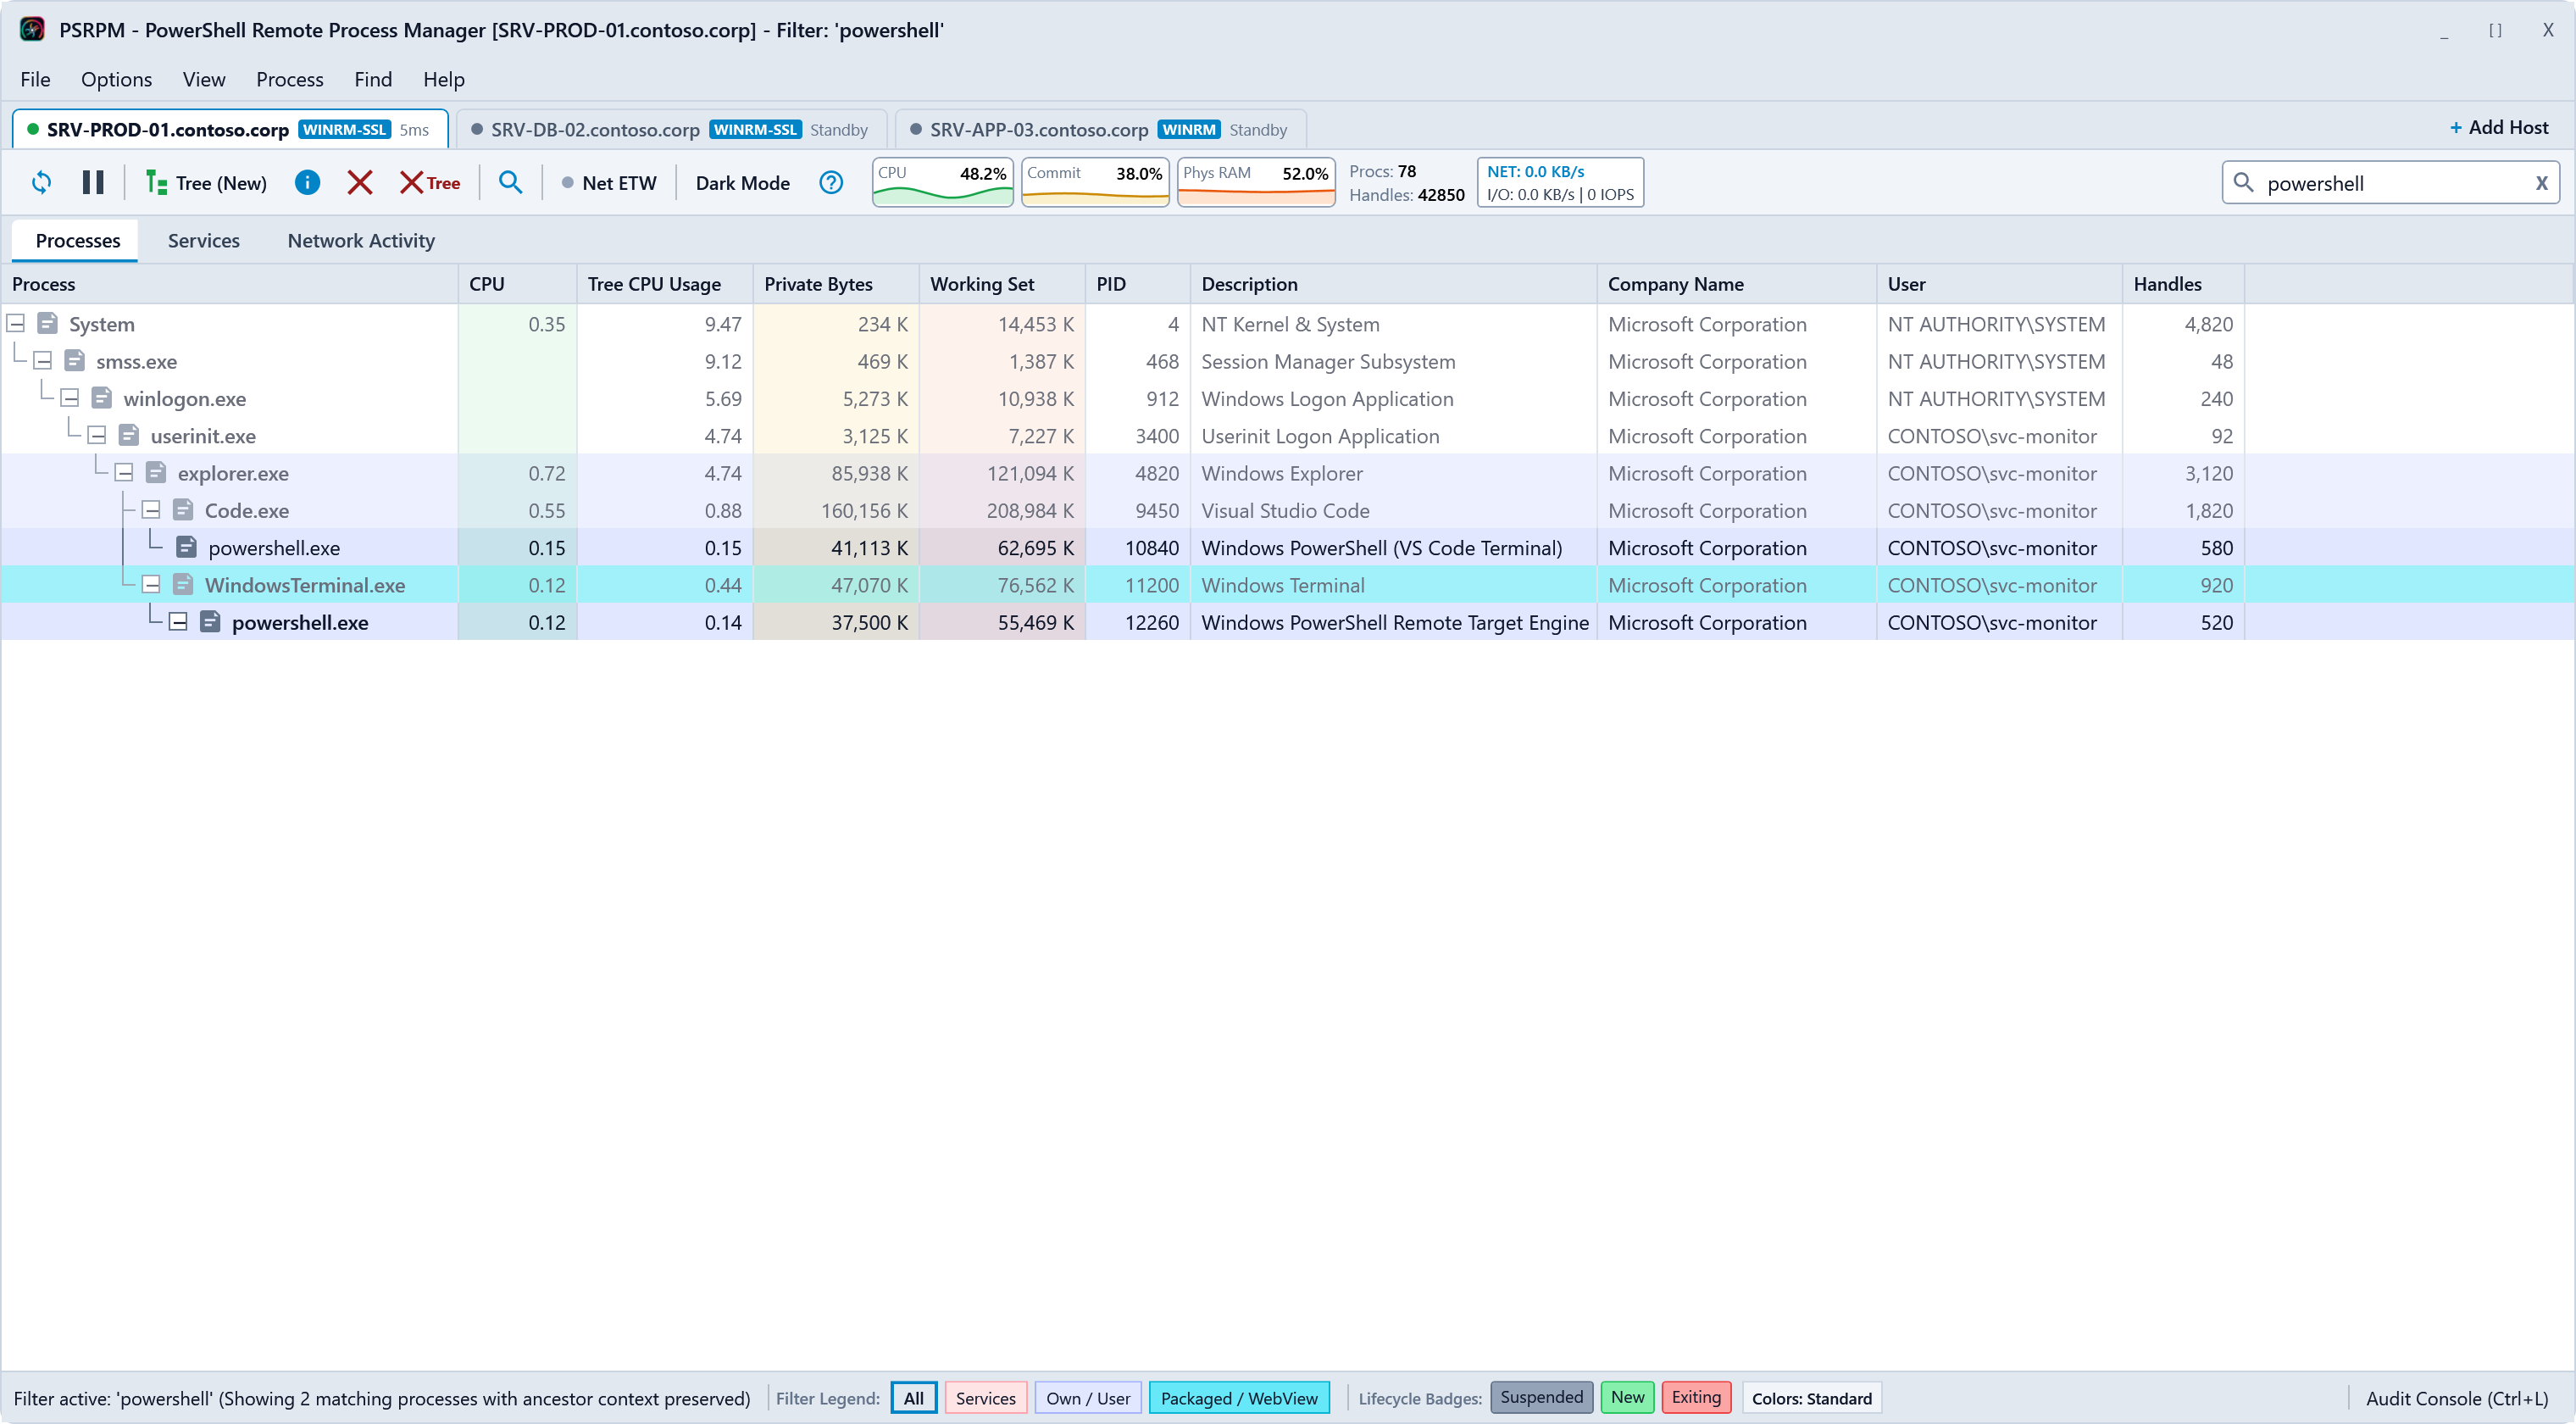 PSRPM - PowerShell Remote Process Manager [SRV-PROD-01.contoso.corp] - Filter: 'powershell'
_ [ ] X
File Options View Process Find Help
SRV-PROD-01.contoso.corp WINRM-SSL 5ms SRV-DB-02.contoso.corp WINRM-SSL Standby SRV-APP-03.contoso.corp WINRM Standby + Add Host
Tree (New) Tree Net ETW Dark Mode CPU 48.2% Commit 38.0% Phys RAM 52.0% Procs: 78 NET: 0.0 KB/s powershell X
Handles: 42850 I/O: 0.0 KB/s | 0 IOPS
Processes Services Network Activity
Process CPU Tree CPU Usage Private Bytes Working Set PID Description Company Name User Handles
System 0.35 9.47 234 K 14,453 K 4 NT Kernel & System Microsoft Corporation NT AUTHORITY\SYSTEM 4,820
smss.exe 9.12 469 K 1,387 K 468 Session Manager Subsystem Microsoft Corporation NT AUTHORITY\SYSTEM 48
winlogon.exe 5.69 5,273 K 10,938 K 912 Windows Logon Application Microsoft Corporation NT AUTHORITY\SYSTEM 240
userinit.exe 4.74 3,125 K 7,227 K 3400 Userinit Logon Application Microsoft Corporation CONTOSO\svc-monitor 92
explorer.exe 0.72 4.74 85,938 K 121,094 K 4820 Windows Explorer Microsoft Corporation CONTOSO\svc-monitor 3,120
Code.exe 0.55 0.88 160,156 K 208,984 K 9450 Visual Studio Code Microsoft Corporation CONTOSO\svc-monitor 1,820
powershell.exe 0.15 0.15 41,113 K 62,695 K 10840 Windows PowerShell (VS Code Terminal) Microsoft Corporation CONTOSO\svc-monitor 580
WindowsTerminal.exe 0.12 0.44 47,070 K 76,562 K 11200 Windows Terminal Microsoft Corporation CONTOSO\svc-monitor 920
powershell.exe 0.12 0.14 37,500 K 55,469 K 12260 Windows PowerShell Remote Target Engine Microsoft Corporation CONTOSO\svc-monitor 520
Filter active: 'powershell' (Showing 2 matching processes with ancestor context preserved) Filter Legend: All Services Own / User Packaged / WebView Lifecycle Badges: Suspended New Exiting Colors: Standard Audit Console (Ctrl+L)